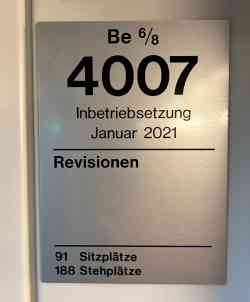 Be 6/8
4007
Inbetriebsetzung
Januar 2021
Revisionen
91 Sitzplätze
188 Stehplätze